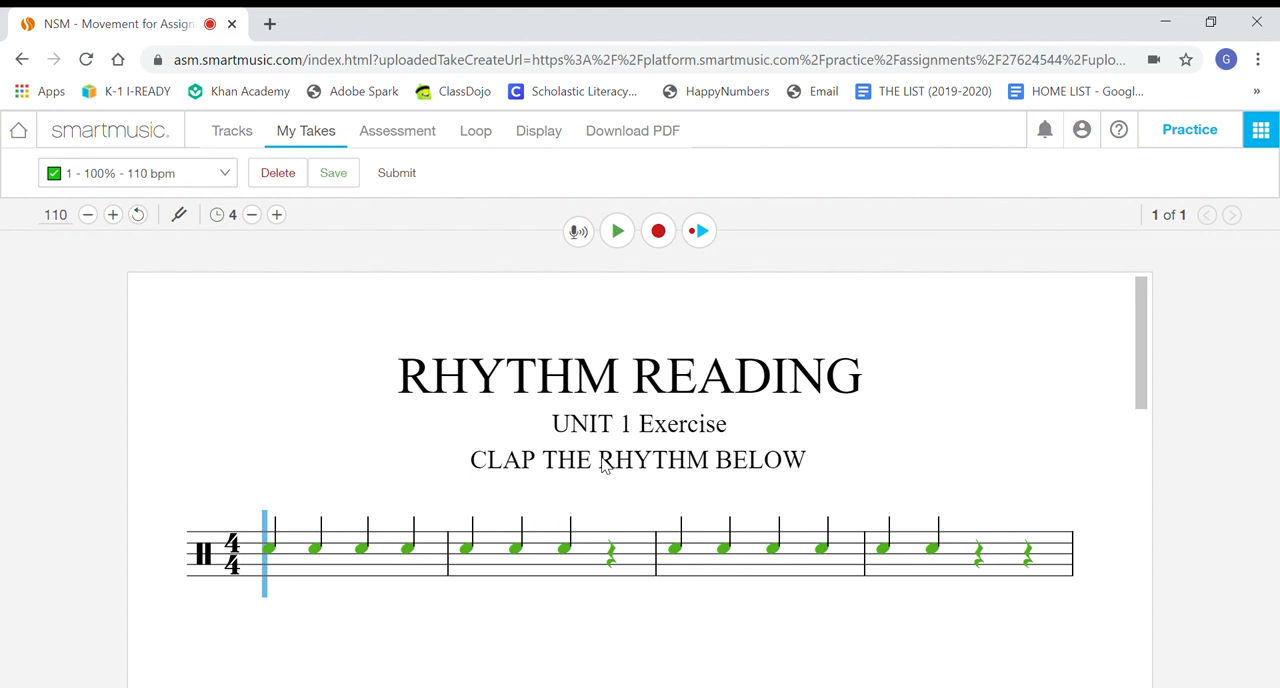 NSM - Movement for Assign
asm.smartmusic.com/index.html?uploadedTakeCreateUrl=https%3A%2F%2Fplatform.smartmusic.com%2Fpractice%2Fassignments%2F27624544%2Fuplo...
Apps K-1 I-READY Khan Academy Adobe Spark ClassDojo Scholastic Literacy... HappyNumbers Email THE LIST (2019-2020) HOME LIST - Googl... »
smartmusic. Tracks My Takes Assessment Loop Display Download PDF Practice
1 - 100% - 110 bpm Delete Save Submit
110 4 1 of 1
RHYTHM READING
UNIT 1 Exercise
CLAP THE RHYTHM BELOW
4
4